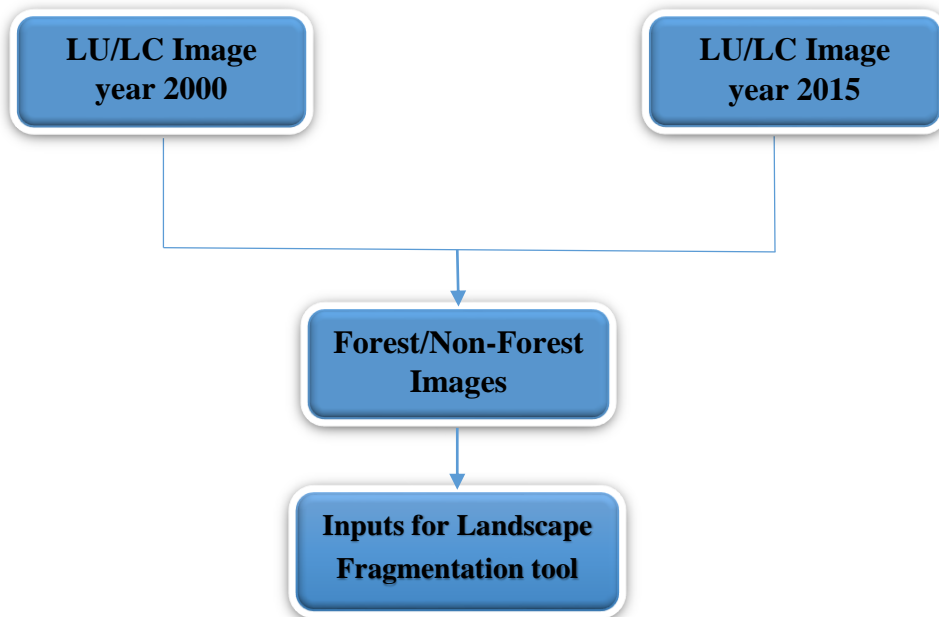 LU/LC Image
year 2000
LU/LC Image
year 2015
Forest/Non-Forest
Images
Inputs for Landscape
Fragmentation tool